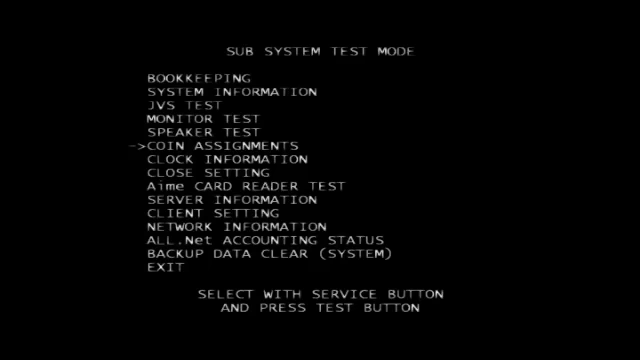 SUB SYSTEM TEST MODE
BOOKKEEPING
SYSTEM INFORMATION
JVS TEST
MONITOR TEST
SPEAKER TEST
->COIN ASSIGNMENTS
CLOCK INFORMATION
CLOSE SETTING
Aime CARD READER TEST
SERVER INFORMATION
CLIENT SETTING
NETWORK INFORMATION
ALL.Net ACCOUNTING STATUS
BACKUP DATA CLEAR (SYSTEM)
EXIT
SELECT WITH SERVICE BUTTON
AND PRESS TEST BUTTON